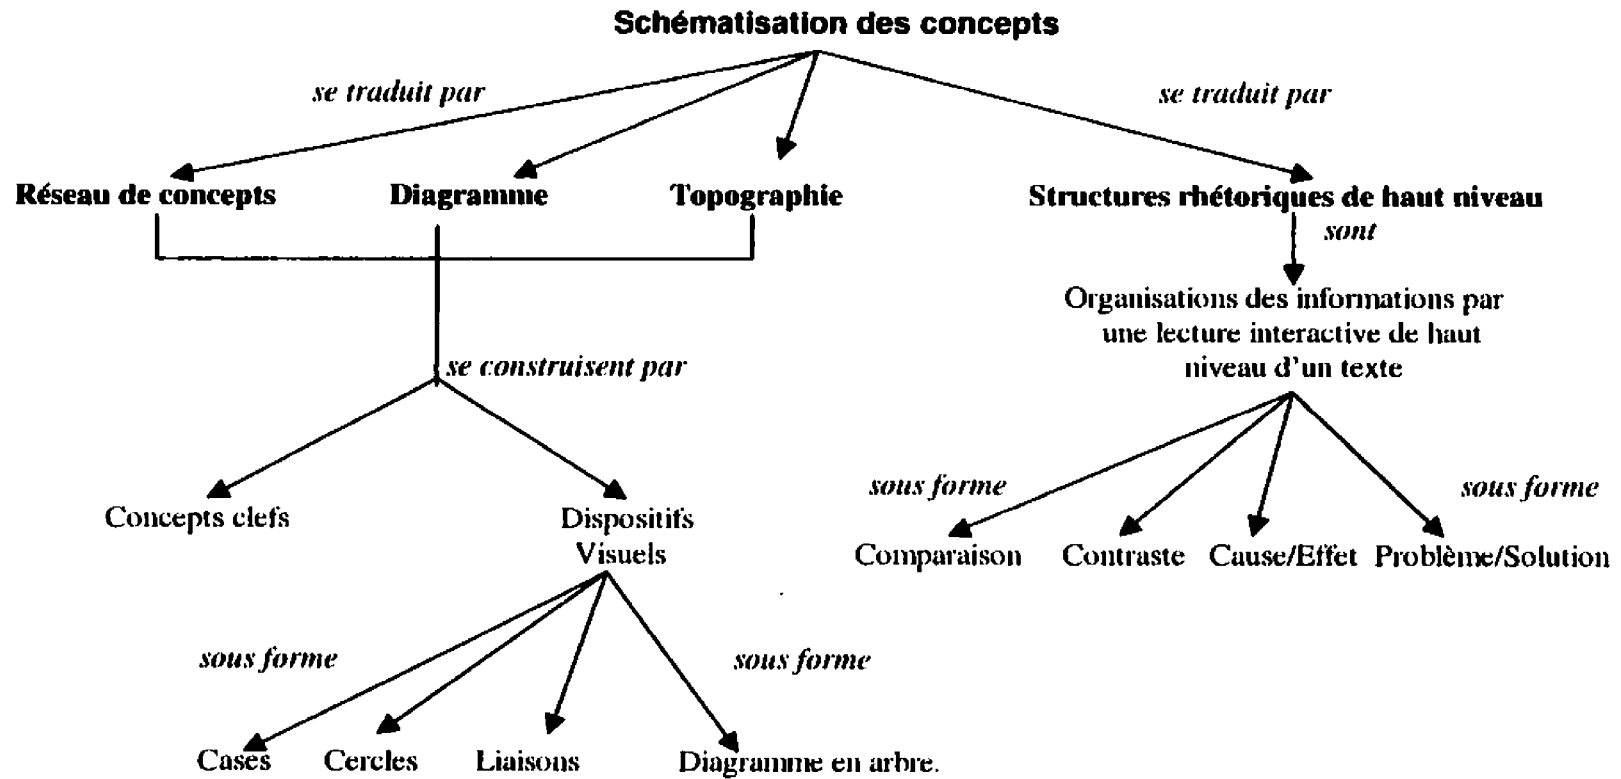 Schématisation des concepts
se traduit par
se traduit par
Réseau de concepts
Diagramme
Topographie
Structures rhétoriques de haut niveau
sont
Organisations des informations par
une lecture interactive de haut
niveau d'un texte
se construisent par
Concepts clefs
Dispositifs
Visuels
sous forme
sous forme
Comparaison
Contraste
Cause/Effet
Problème/Solution
sous forme
sous forme
Cases
Cercles
Liaisons
Diagramme en arbre.